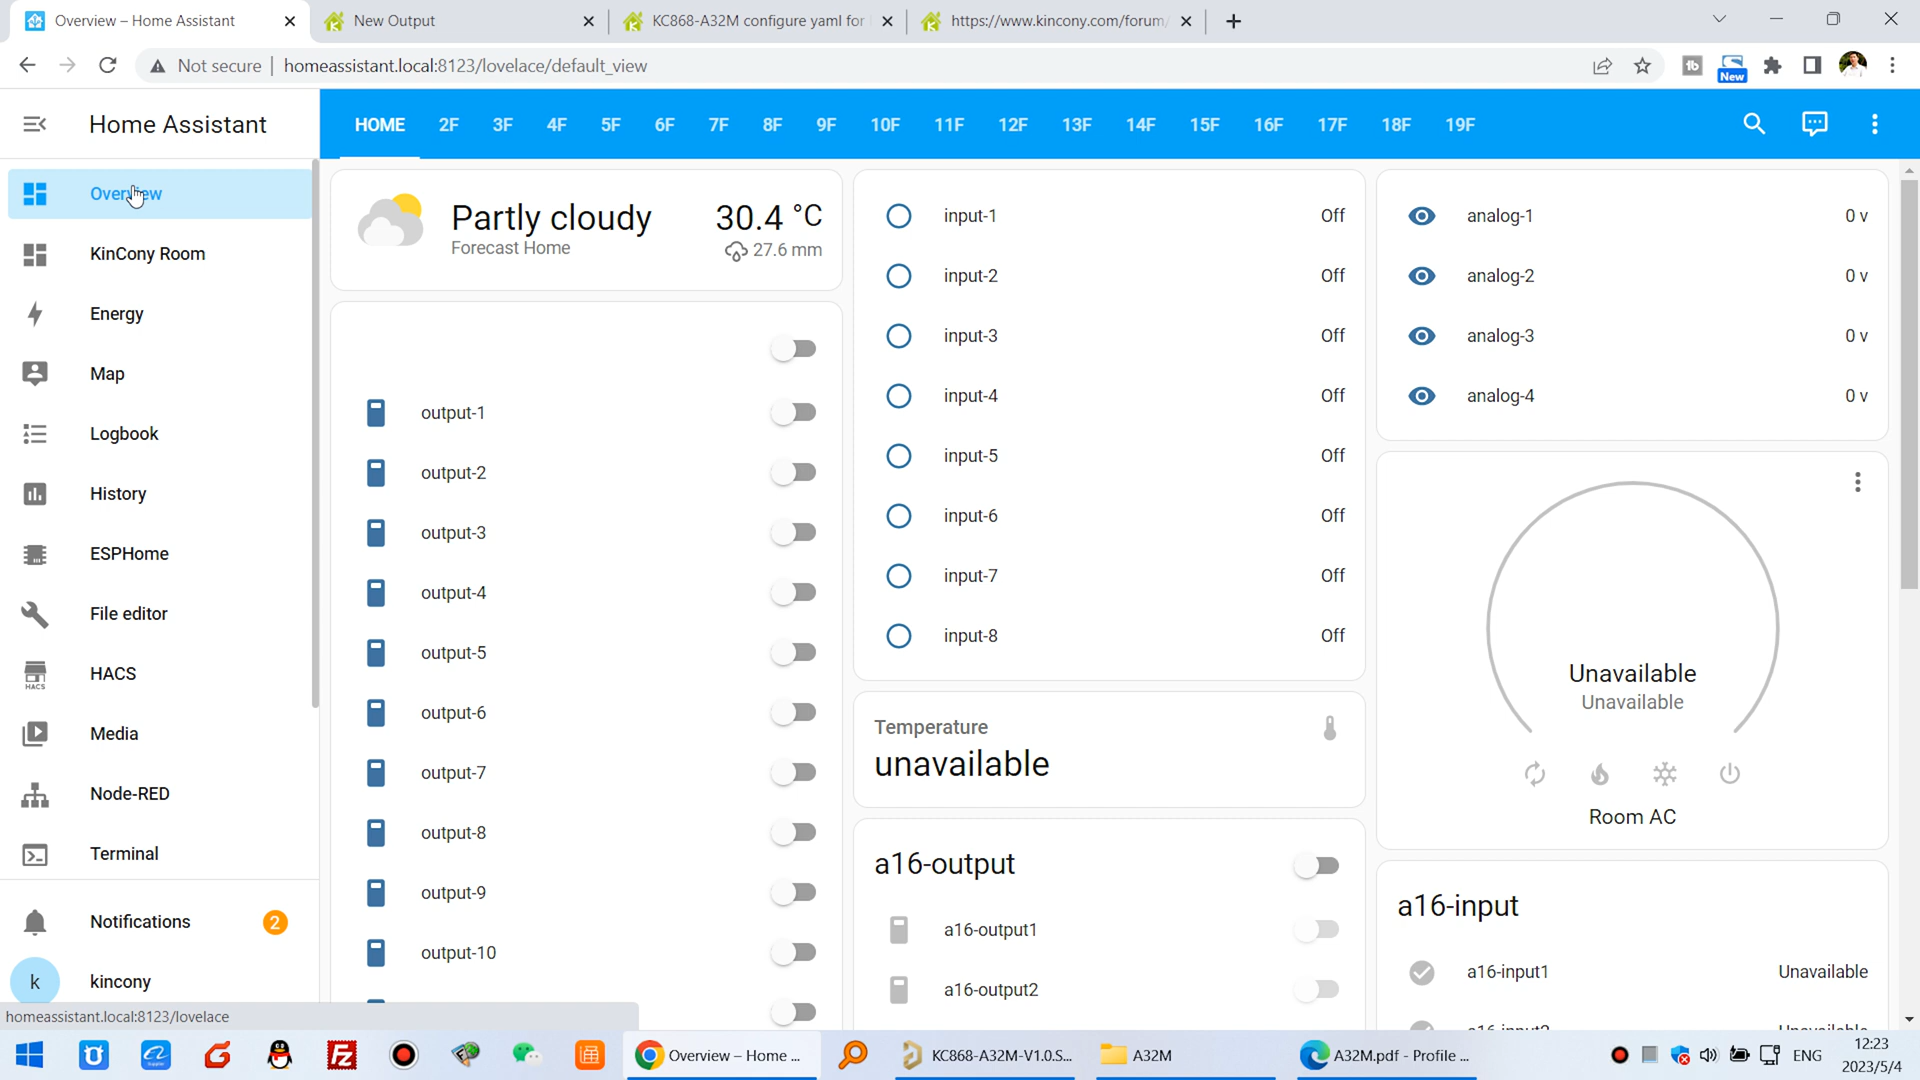 Overview – Home Assistant
New Output
KC868-A32M configure yaml for
https://www.kincony.com/forum/
Not secure
homeassistant.local:8123/lovelace/default_view
New
Home Assistant
HOME
2F
3F
4F
5F
6F
7F
8F
9F
10F
11F
12F
13F
14F
15F
16F
17F
18F
19F
Overview
KinCony Room
Energy
Map
Logbook
History
ESPHome
File editor
HACS
HACS
Media
Node-RED
Terminal
Notifications
2
k
kincony
homeassistant.local:8123/lovelace
Partly cloudy
Forecast Home
30.4 °C
27.6 mm
output-1
output-2
output-3
output-4
output-5
output-6
output-7
output-8
output-9
output-10
input-1 Off
input-2 Off
input-3 Off
input-4 Off
input-5 Off
input-6 Off
input-7 Off
input-8 Off
Temperature
unavailable
a16-output
a16-output1
a16-output2
analog-1 0 v
analog-2 0 v
analog-3 0 v
analog-4 0 v
Unavailable
Unavailable
Room AC
a16-input
a16-input1 Unavailable
Overview – Home ...
KC868-A32M-V1.0.S...
A32M
A32M.pdf - Profile ...
ENG
12:23
2023/5/4